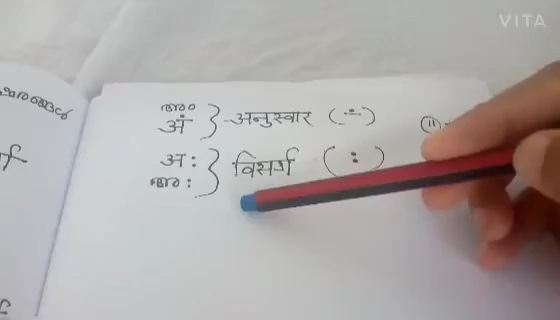 VITA
അം
अं } अनुस्वार (ـ∸)
अ: } विसर्ग ( : )
അ: